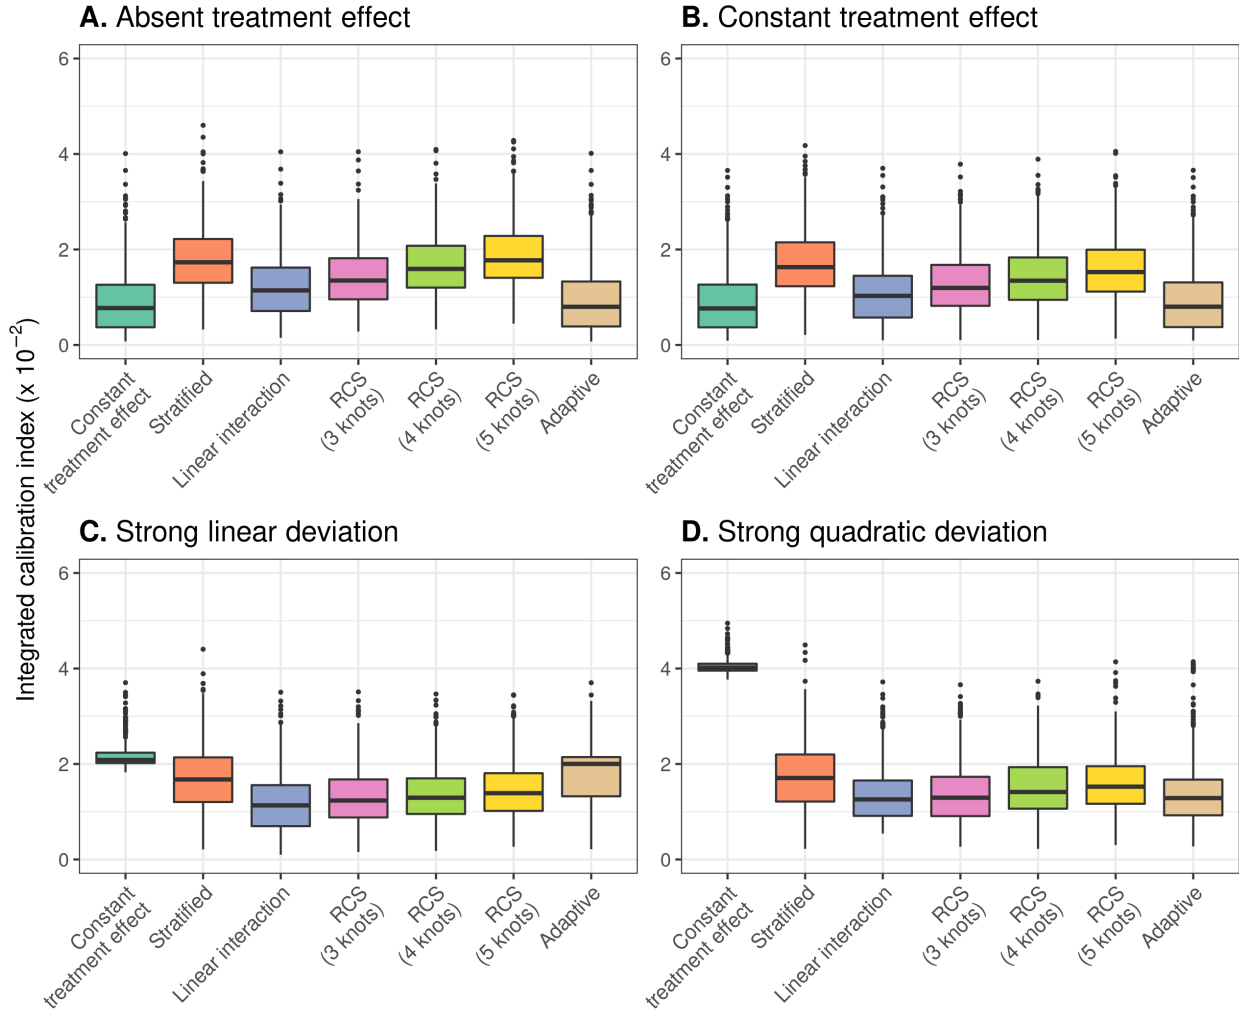 A. Absent treatment effect
6
4
2
0
Constant
treatment effect
Stratified
Linear interaction
RCS
(3 knots)
RCS
(4 knots)
RCS
(5 knots)
Adaptive
B. Constant treatment effect
6
4
2
0
Constant
treatment effect
Stratified
Linear interaction
RCS
(3 knots)
RCS
(4 knots)
RCS
(5 knots)
Adaptive
Integrated calibration index (x 10⁻²)
C. Strong linear deviation
6
4
2
0
Constant
treatment effect
Stratified
Linear interaction
RCS
(3 knots)
RCS
(4 knots)
RCS
(5 knots)
Adaptive
D. Strong quadratic deviation
6
4
2
0
Constant
treatment effect
Stratified
Linear interaction
RCS
(3 knots)
RCS
(4 knots)
RCS
(5 knots)
Adaptive